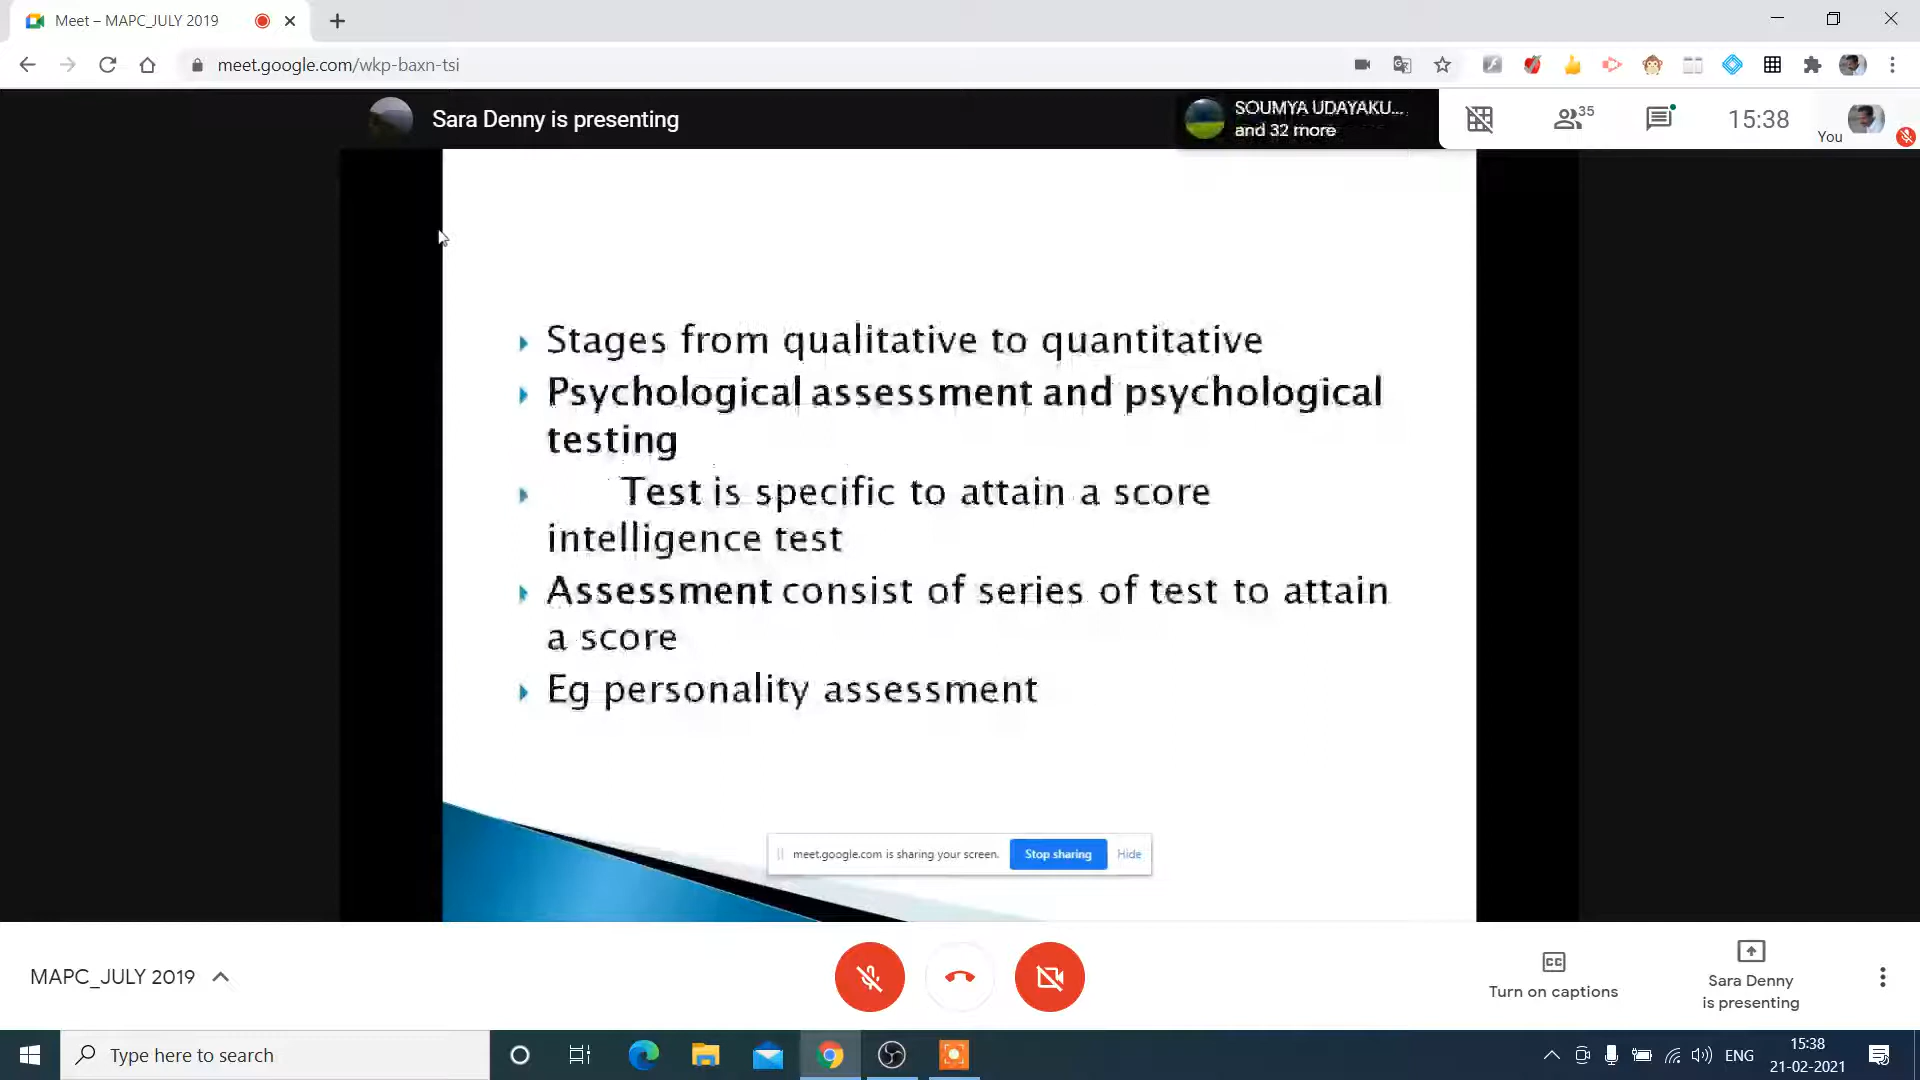 Meet – MAPC_JULY 2019
meet.google.com/wkp-baxn-tsi
Sara Denny is presenting
SOUMYA UDAYAKU...
and 32 more
35
15:38
You
Stages from qualitative to quantitative
Psychological assessment and psychological
testing
Test is specific to attain a score
intelligence test
Assessment consist of series of test to attain
a score
Eg personality assessment
meet.google.com is sharing your screen.
Stop sharing
Hide
MAPC_JULY 2019
Turn on captions
Sara Denny
is presenting
Type here to search
ENG
15:38
21-02-2021